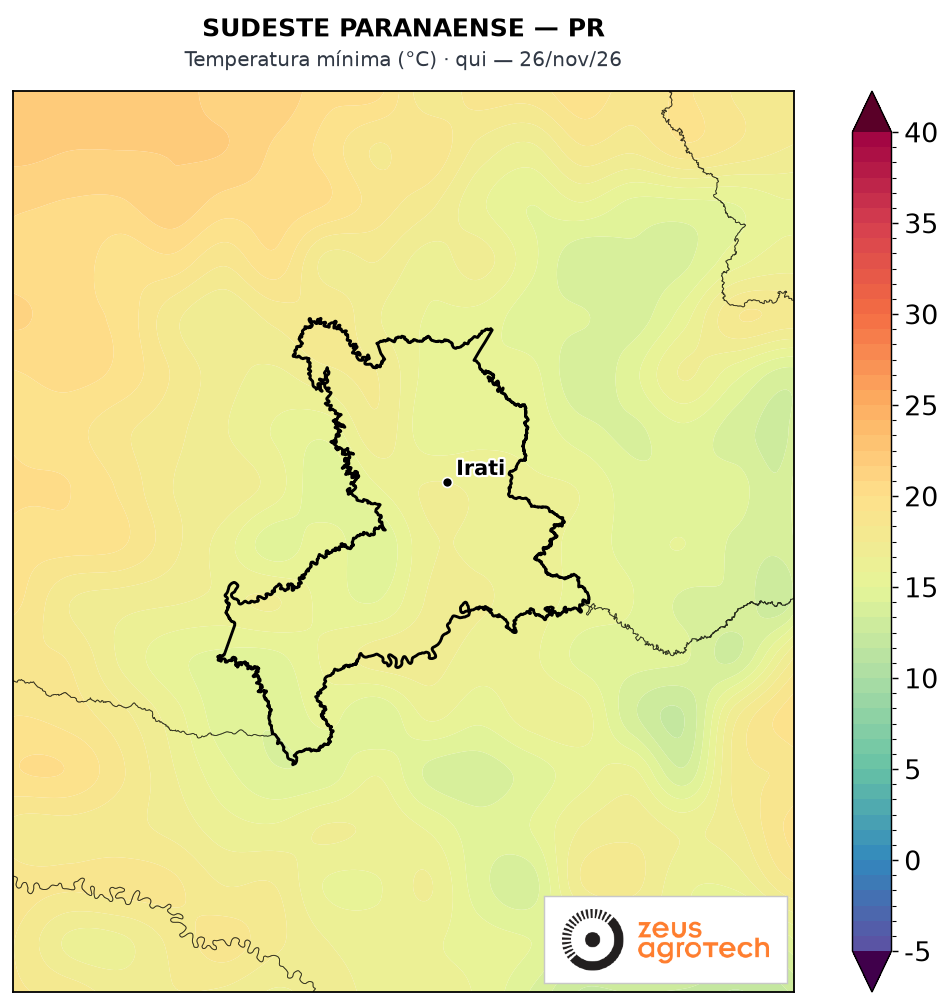 SUDESTE PARANAENSE — PR
Temperatura mínima (°C) · qui — 26/nov/26
40
35
30
25
20
15
10
5
0
-5
Irati
zeus
agrotech